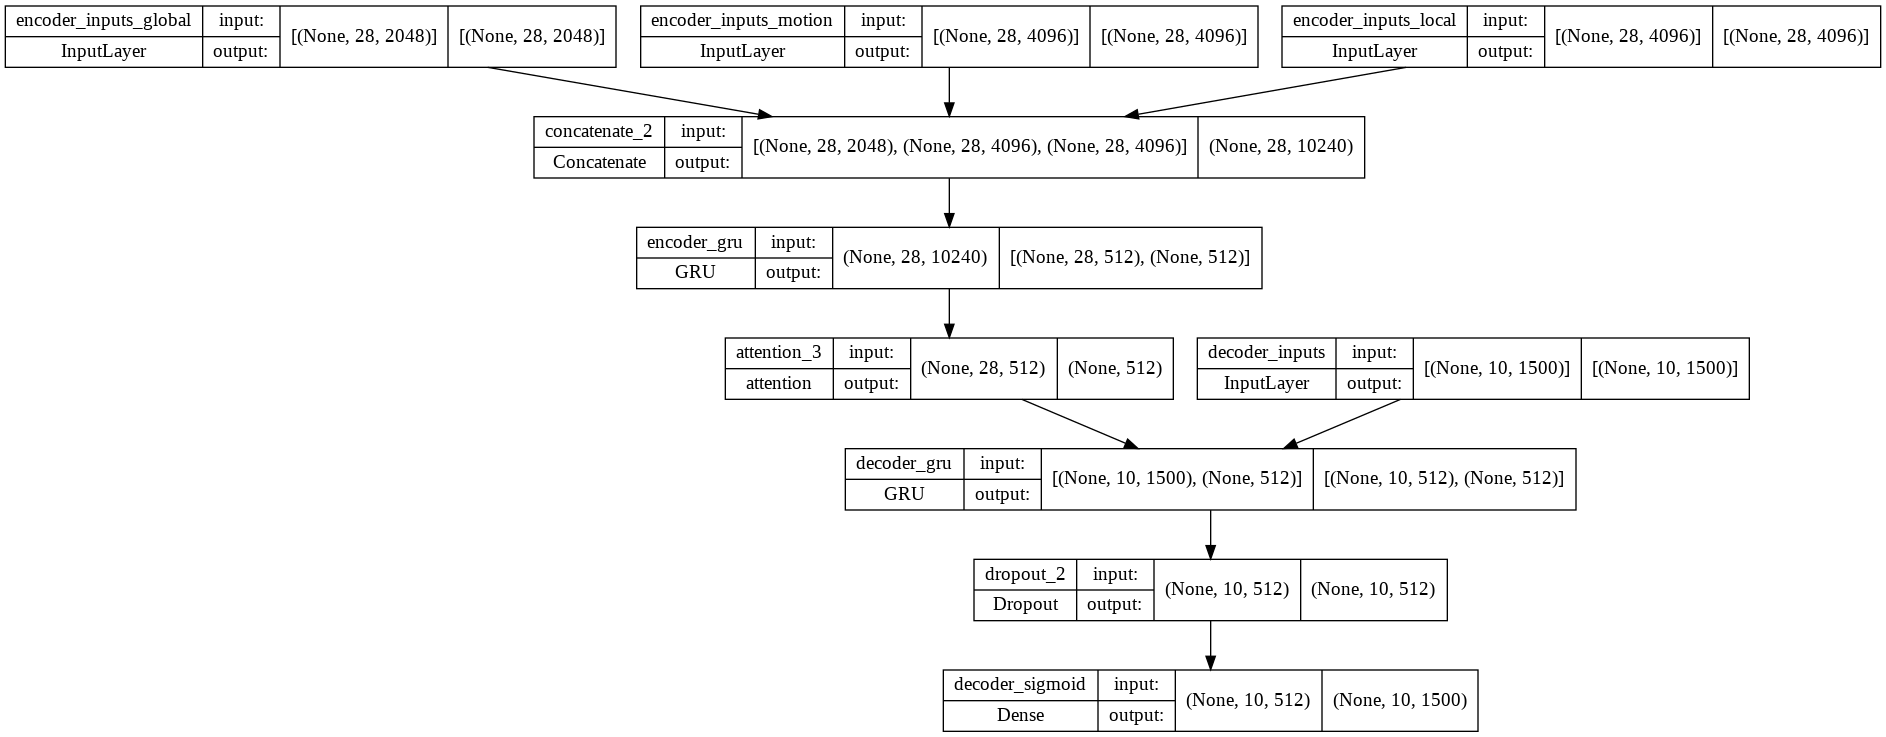 encoder_inputs_global input: [(None, 28, 2048)] [(None, 28, 2048)]
InputLayer output:
encoder_inputs_motion input: [(None, 28, 4096)] [(None, 28, 4096)]
InputLayer output:
encoder_inputs_local input: [(None, 28, 4096)] [(None, 28, 4096)]
InputLayer output:
concatenate_2 input: [(None, 28, 2048), (None, 28, 4096), (None, 28, 4096)] (None, 28, 10240)
Concatenate output:
encoder_gru input: (None, 28, 10240) [(None, 28, 512), (None, 512)]
GRU output:
attention_3 input: (None, 28, 512) (None, 512)
attention output:
decoder_inputs input: [(None, 10, 1500)] [(None, 10, 1500)]
InputLayer output:
decoder_gru input: [(None, 10, 1500), (None, 512)] [(None, 10, 512), (None, 512)]
GRU output:
dropout_2 input: (None, 10, 512) (None, 10, 512)
Dropout output:
decoder_sigmoid input: (None, 10, 512) (None, 10, 1500)
Dense output: